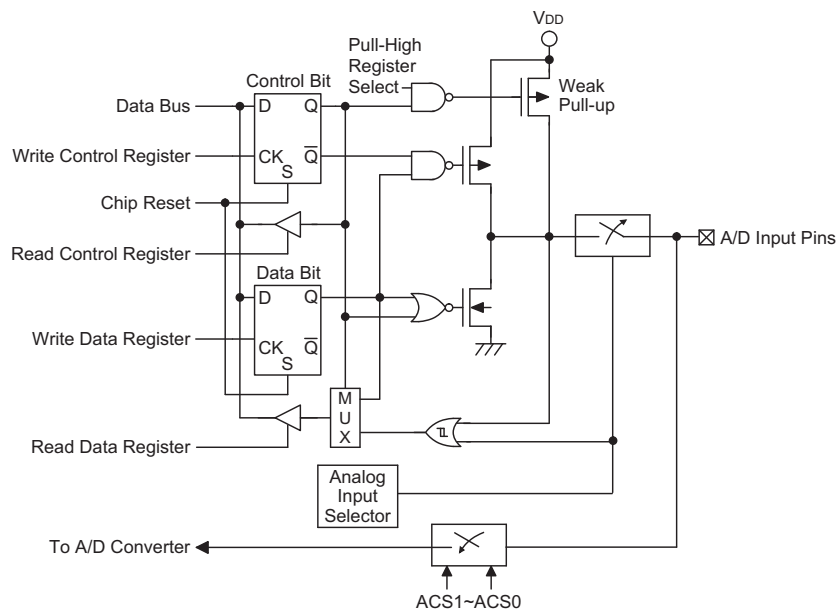 VDD
Pull-High
Register
Select
Control Bit
Weak
Pull-up
Data Bus
D
Q
Write Control Register
CK
Q̅
S
Chip Reset
Read Control Register
A/D Input Pins
Data Bit
D
Q
Write Data Register
CK
Q̅
S
M
U
X
Read Data Register
Analog
Input
Selector
To A/D Converter
ACS1~ACS0